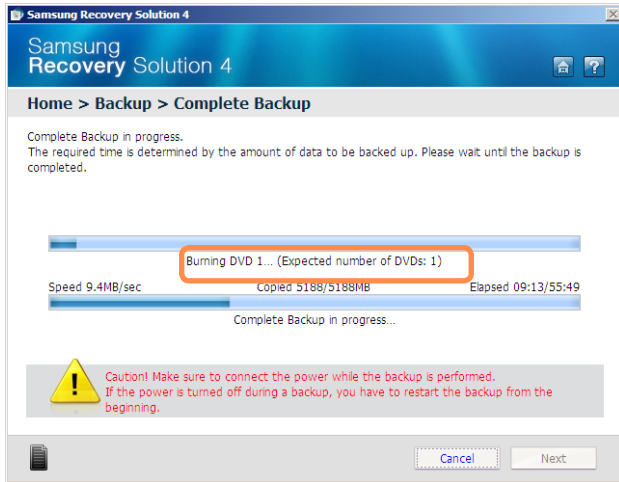 Samsung Recovery Solution 4
Samsung
Recovery Solution 4
?
Home > Backup > Complete Backup
Complete Backup in progress.
The required time is determined by the amount of data to be backed up. Please wait until the backup is
completed.
Burning DVD 1... (Expected number of DVDs: 1)
Speed 9.4MB/sec Copied 5188/5188MB Elapsed 09:13/55:49
Complete Backup in progress...
Caution! Make sure to connect the power while the backup is performed.
If the power is turned off during a backup, you have to restart the backup from the
beginning.
Cancel Next